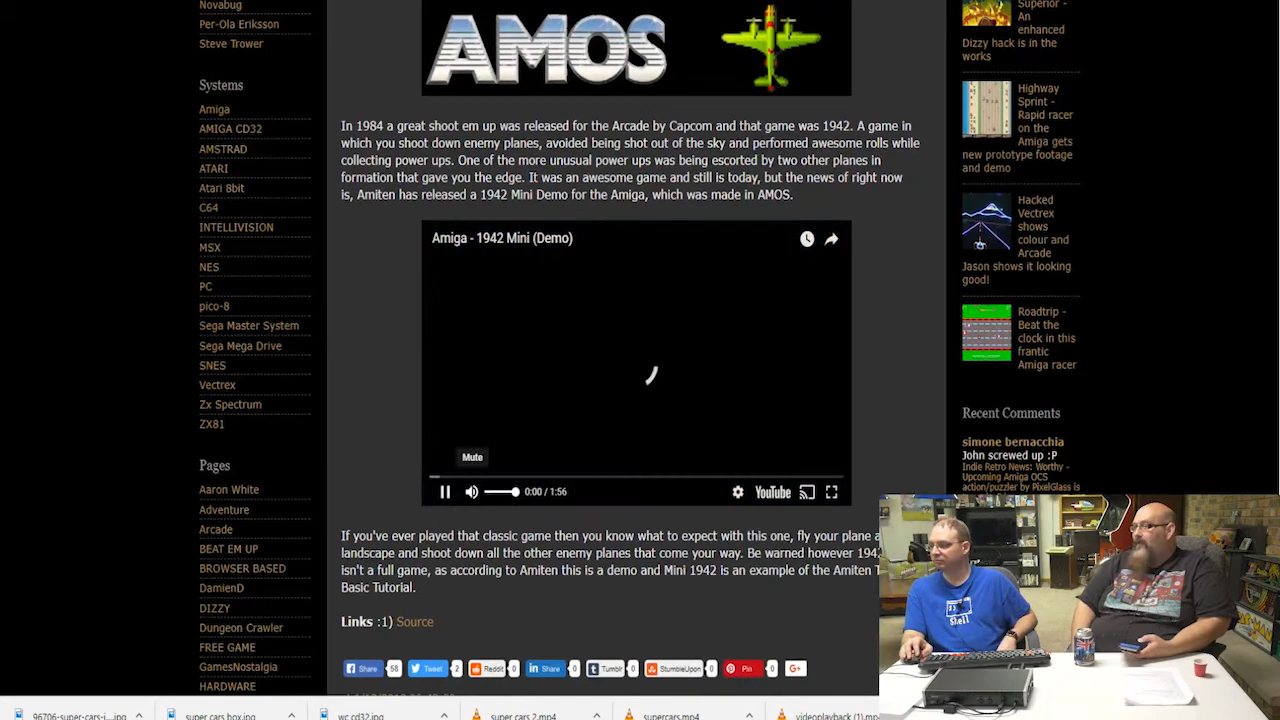 Novabug
Per-Ola Eriksson
Steve Trower
Systems
Amiga
AMIGA CD32
AMSTRAD
ATARI
Atari 8bit
C64
INTELLIVISION
MSX
NES
PC
pico-8
Sega Master System
Sega Mega Drive
SNES
Vectrex
Zx Spectrum
ZX81
Pages
Aaron White
Adventure
Arcade
BEAT EM UP
BROWSER BASED
DamienD
DIZZY
Dungeon Crawler
FREE GAME
GamesNostalgia
HARDWARE
AMOS
In 1984 a great shoot em up was released for the Arcade by Capcom and that game was 1942. A game in
which you shoot down enemy planes, avoided being shot out of the sky and performed awesome rolls while
collecting power ups. One of the more unusual power ups was being escorted by two other planes in
formation that gave you the edge. It was an awesome game and still is today, but the news of right now
is, Amiten has released a 1942 Mini Demo for the Amiga, which was made in AMOS.
Amiga - 1942 Mini (Demo)
Mute
0:00 / 1:56
YouTube
If you've ever played that classic game then you know what to expect with this one, fly your plane a
landscape and shoot down all the other enemy planes that come your way. Be warned however 1942
isn't a full game, as according to Amiten this is a demo and Mini 1942 is an example of the Amiten T
Basic Tutorial.
Links :1) Source
Share 58 Tweet 2 Reddit 0 Share 0 Tumblr 0 StumbleUpon 0 Pin 0 G+
Superior -
An
enhanced
Dizzy hack is in the
works
Highway
Sprint -
Rapid racer
on the
Amiga gets
new prototype footage
and demo
Hacked
Vectrex
shows
colour and
Arcade
Jason shows it looking
good!
Roadtrip -
Beat the
clock in this
frantic
Amiga racer
Recent Comments
simone bernacchia
John screwed up :P
Indie Retro News: Worthy -
Upcoming Amiga OCS
action/puzzler by PixelGlass is
Shell
96706-super-cars-i....jpg
super cars box.jpg
wc cd32.jpg
super cars 2.mp4
supercars.mp4
videoplayback (1).mp4